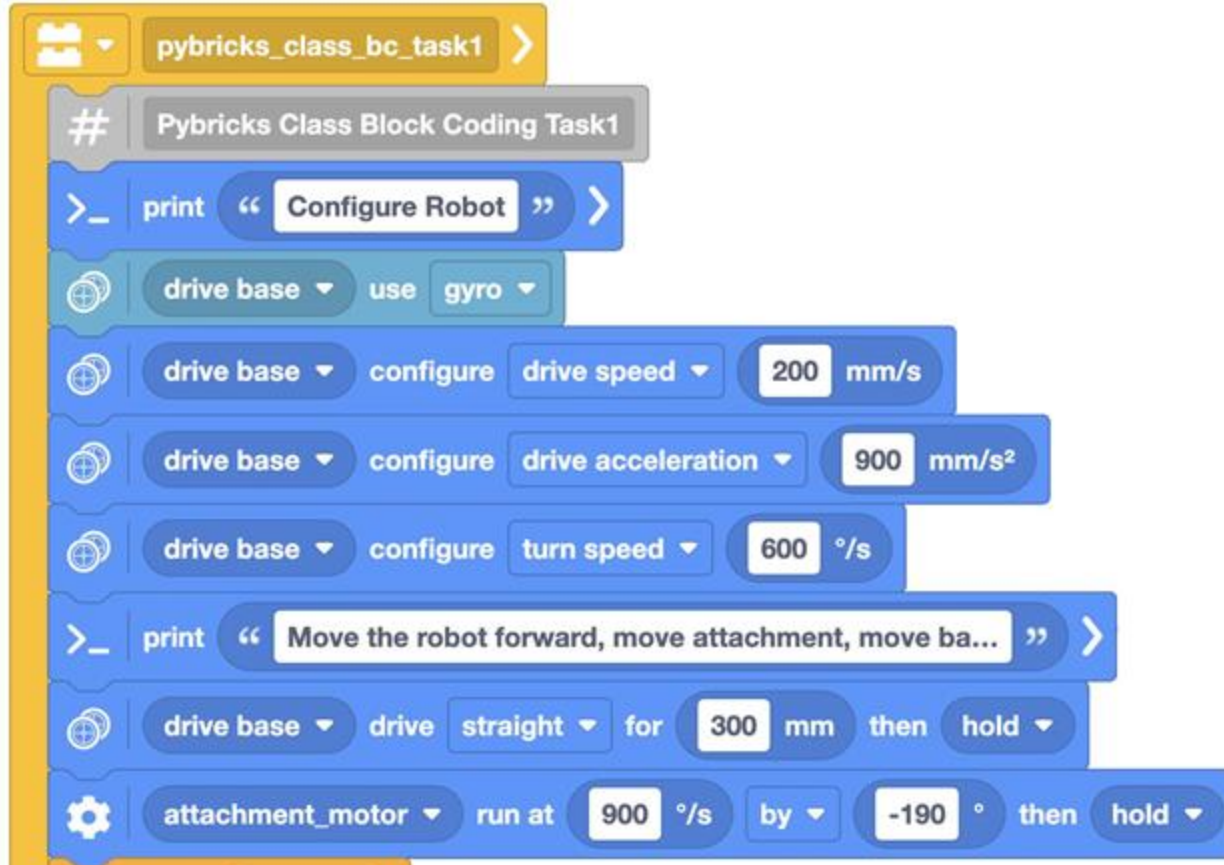 pybricks_class_bc_task1
# Pybricks Class Block Coding Task1
>_ print “ Configure Robot ”
drive base use gyro
drive base configure drive speed 200 mm/s
drive base configure drive acceleration 900 mm/s²
drive base configure turn speed 600 °/s
>_ print “ Move the robot forward, move attachment, move ba... ”
drive base drive straight for 300 mm then hold
attachment_motor run at 900 °/s by -190 ° then hold